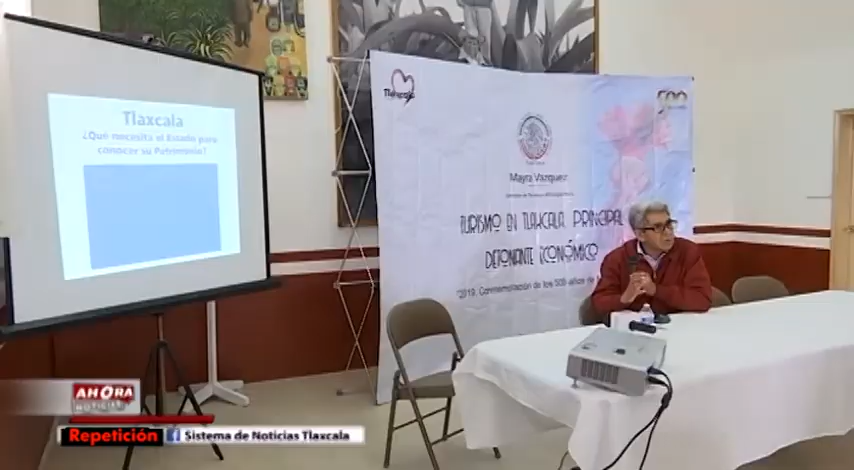 Tlaxcala
¿Qué necesita el Estado para
conocer su Patrimonio?
Tlaxcala
500
Mayra Vazquez
TURISMO EN TLAXCALA, PRINCIPAL
DETONANTE ECONÓMICO
"2019, Conmemoración de los 500 años de
AHORA
NOTICIAS
Repetición
f Sistema de Noticias Tlaxcala